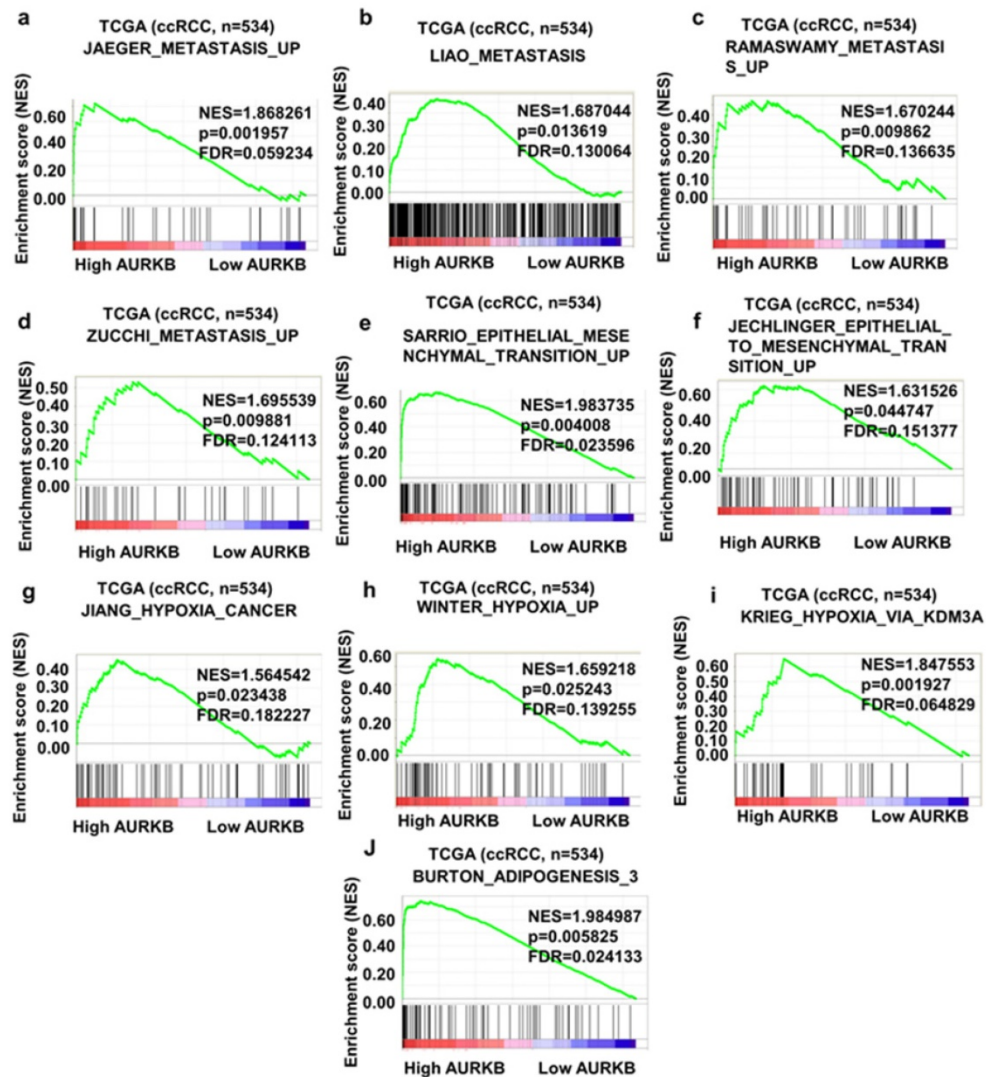 a
TCGA (ccRCC, n=534)
JAEGER_METASTASIS_UP
Enrichment score (NES)
0.60
0.40
0.20
0.00
NES=1.868261
p=0.001957
FDR=0.059234
High AURKB Low AURKB
b
TCGA (ccRCC, n=534)
LIAO_METASTASIS
Enrichment score (NES)
0.40
0.30
0.20
0.10
0.00
NES=1.687044
p=0.013619
FDR=0.130064
High AURKB Low AURKB
c
TCGA (ccRCC, n=534)
RAMASWAMY_METASTASI
S_UP
Enrichment score (NES)
0.40
0.30
0.20
0.10
0.00
NES=1.670244
p=0.009862
FDR=0.136635
High AURKB Low AURKB
d
TCGA (ccRCC, n=534)
ZUCCHI_METASTASIS_UP
Enrichment score (NES)
0.50
0.40
0.30
0.20
0.10
0.00
NES=1.695539
p=0.009881
FDR=0.124113
High AURKB Low AURKB
e
TCGA (ccRCC, n=534)
SARRIO_EPITHELIAL_MESE
NCHYMAL_TRANSITION_UP
Enrichment score (NES)
0.60
0.40
0.20
0.00
NES=1.983735
p=0.004008
FDR=0.023596
High AURKB Low AURKB
f
TCGA (ccRCC, n=534)
JECHLINGER_EPITHELIAL_
TO_MESENCHYMAL_TRAN
SITION_UP
Enrichment score (NES)
0.60
0.40
0.20
0.00
NES=1.631526
p=0.044747
FDR=0.151377
High AURKB Low AURKB
g
TCGA (ccRCC, n=534)
JIANG_HYPOXIA_CANCER
Enrichment score (NES)
0.40
0.30
0.20
0.10
0.00
NES=1.564542
p=0.023438
FDR=0.182227
High AURKB Low AURKB
h
TCGA (ccRCC, n=534)
WINTER_HYPOXIA_UP
Enrichment score (NES)
0.60
0.40
0.20
0.00
NES=1.659218
p=0.025243
FDR=0.139255
High AURKB Low AURKB
i
TCGA (ccRCC, n=534)
KRIEG_HYPOXIA_VIA_KDM3A
Enrichment score (NES)
0.60
0.50
0.40
0.30
0.20
0.10
0.00
NES=1.847553
p=0.001927
FDR=0.064829
High AURKB Low AURKB
J
TCGA (ccRCC, n=534)
BURTON_ADIPOGENESIS_3
Enrichment score (NES)
0.60
0.40
0.20
0.00
NES=1.984987
p=0.005825
FDR=0.024133
High AURKB Low AURKB